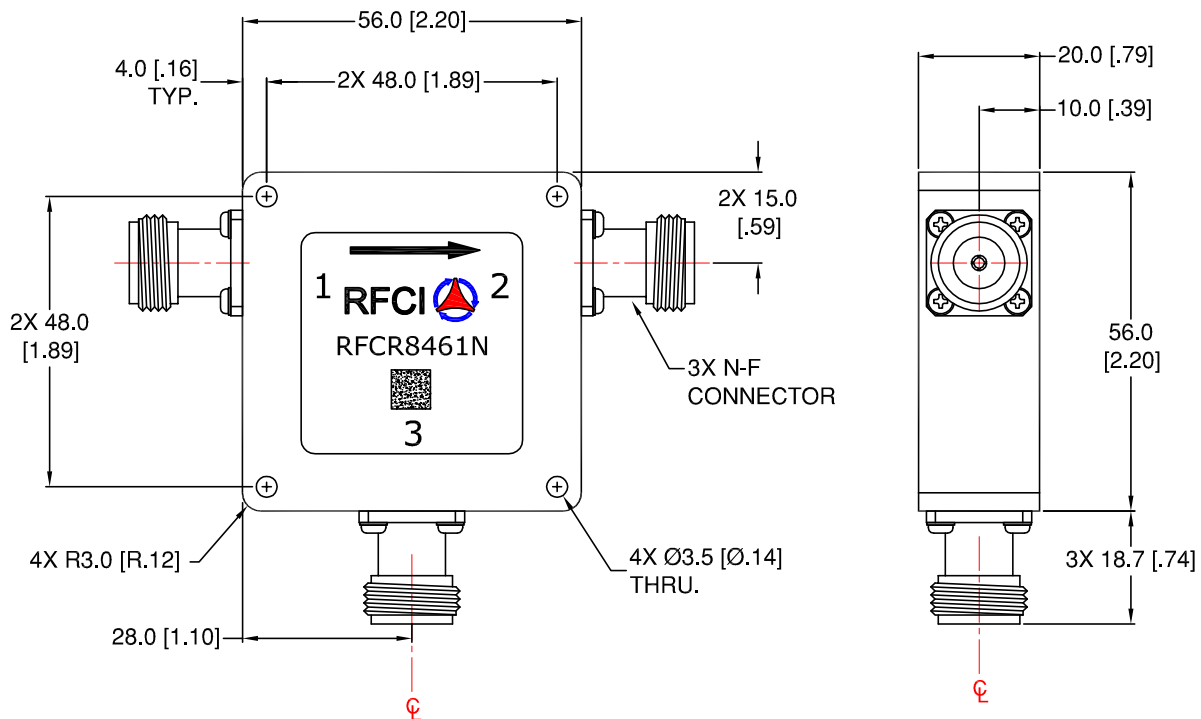 56.0 [2.20]
4.0 [.16]
TYP.
2X 48.0 [1.89]
2X 15.0
[.59]
2X 48.0
[1.89]
1
2
RFCI
RFCR8461N
3
3X N-F
CONNECTOR
4X R3.0 [R.12]
4X Ø3.5 [Ø.14]
THRU.
28.0 [1.10]
℄
20.0 [.79]
10.0 [.39]
56.0
[2.20]
3X 18.7 [.74]
℄